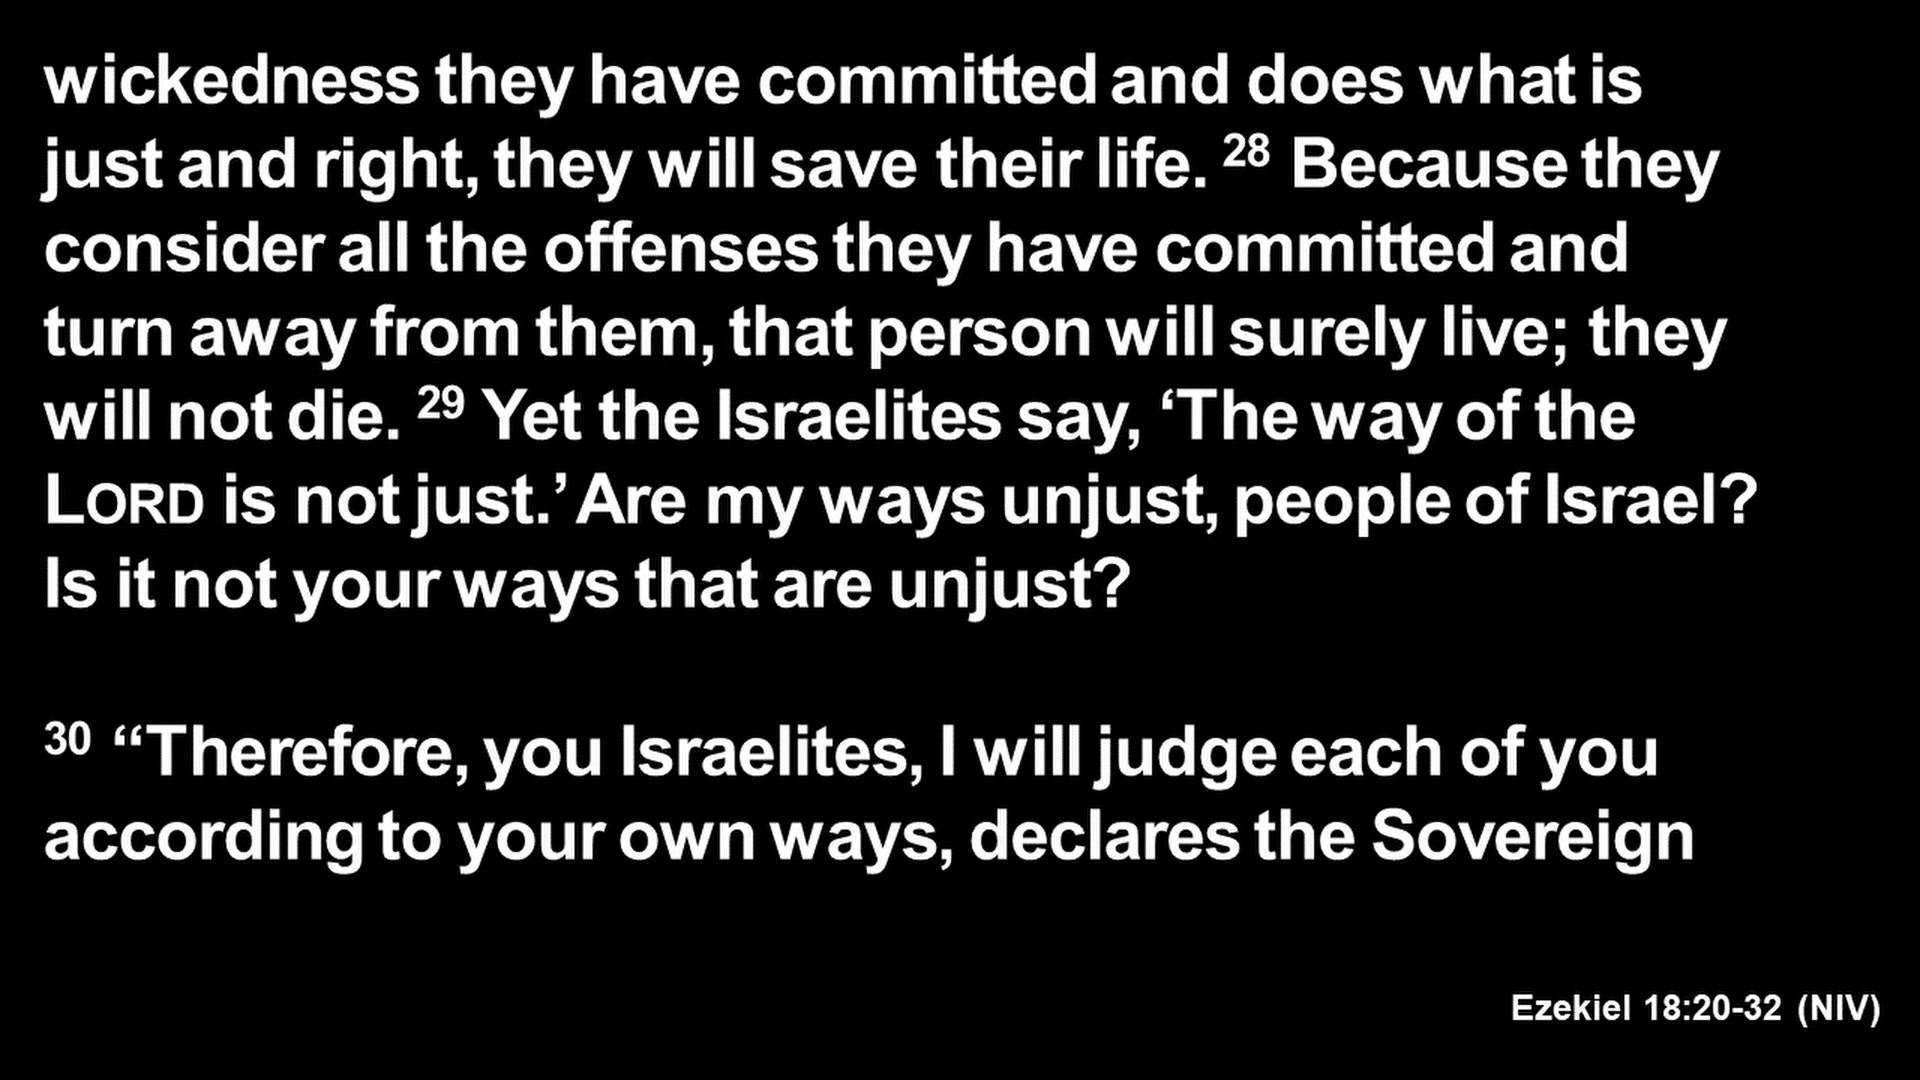 wickedness they have committed and does what is
just and right, they will save their life. 28 Because they
consider all the offenses they have committed and
turn away from them, that person will surely live; they
will not die. 29 Yet the Israelites say, ‘The way of the
LORD is not just.’ Are my ways unjust, people of Israel?
Is it not your ways that are unjust?
30 “Therefore, you Israelites, I will judge each of you
according to your own ways, declares the Sovereign
Ezekiel 18:20-32 (NIV)